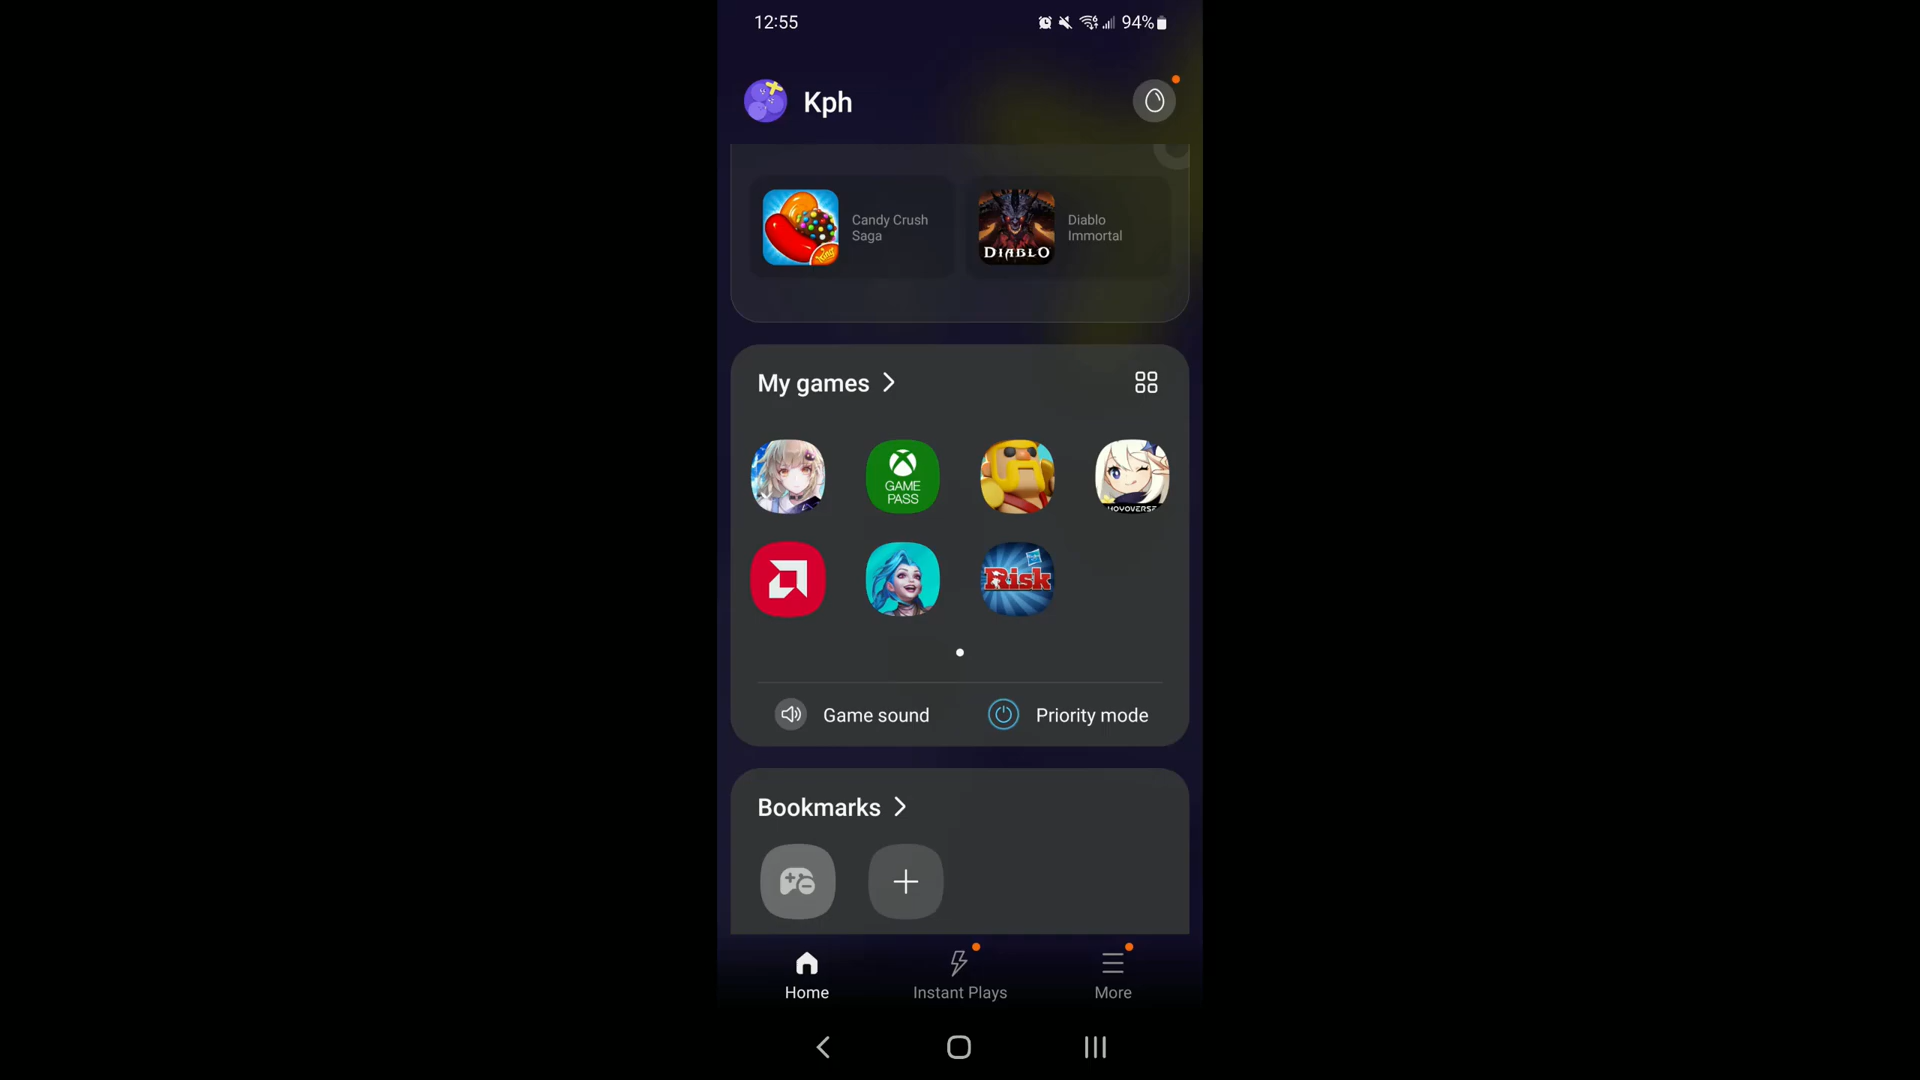 12:55
94%
Kph
Candy Crush
Saga
DIABLO
Diablo
Immortal
My games
GAME
PASS
HOYOVERSE
RISK
Game sound
Priority mode
Bookmarks
Home
Instant Plays
More